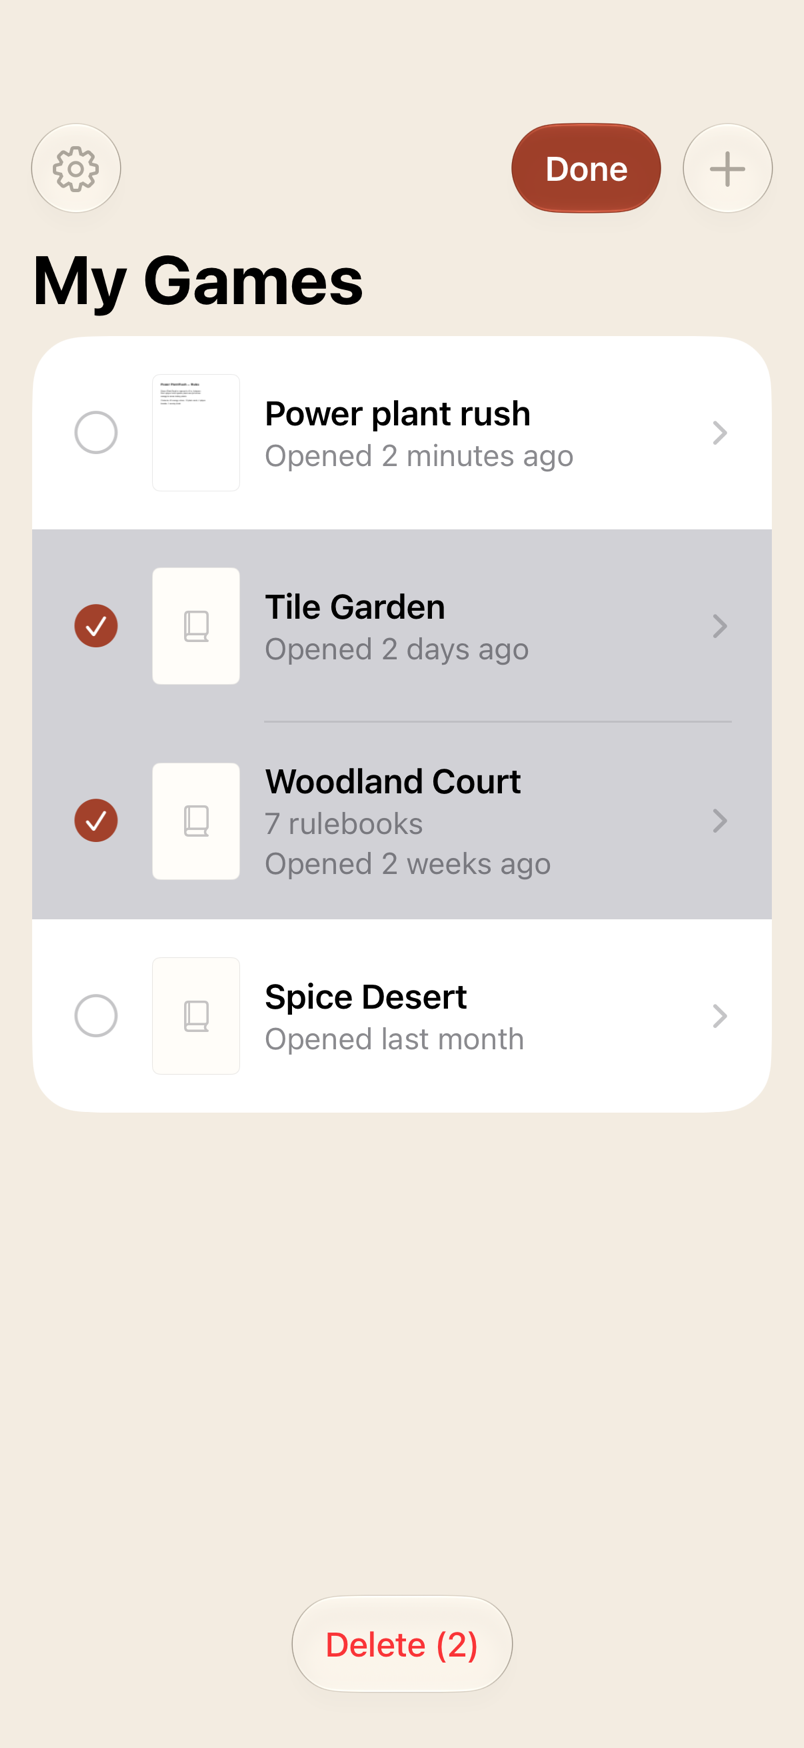 Done
My Games
Power plant rush
Opened 2 minutes ago
Tile Garden
Opened 2 days ago
Woodland Court
7 rulebooks
Opened 2 weeks ago
Spice Desert
Opened last month
Delete (2)